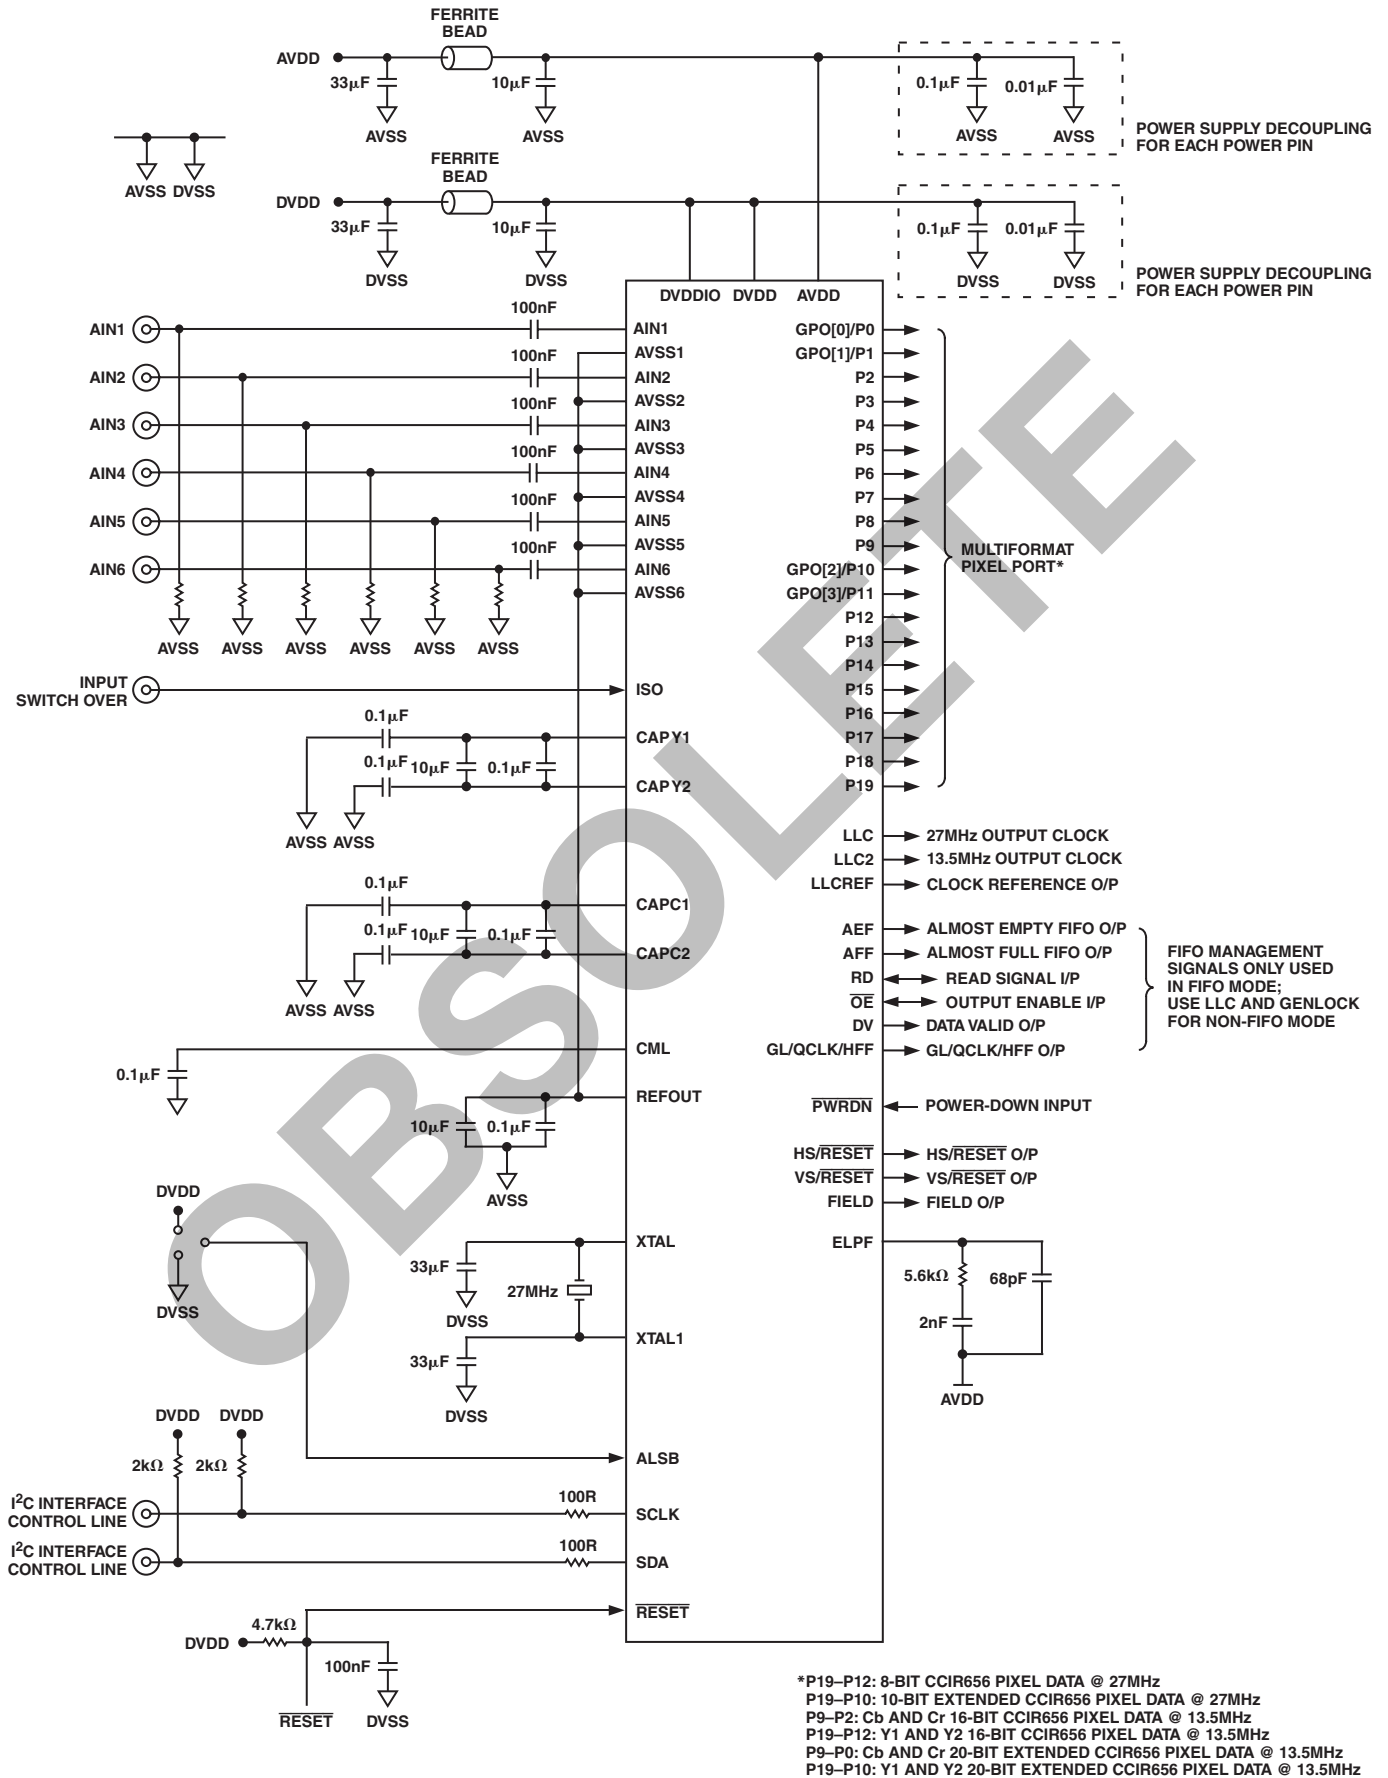 FERRITE
BEAD
AVDD
33µF
10µF
0.1µF
0.01µF
AVSS
AVSS
AVSS
AVSS
POWER SUPPLY DECOUPLING
FOR EACH POWER PIN
AVSS DVSS
FERRITE
BEAD
DVDD
33µF
10µF
0.1µF
0.01µF
DVSS
DVSS
DVSS
DVSS
POWER SUPPLY DECOUPLING
FOR EACH POWER PIN
DVDDIO DVDD AVDD
AIN1
100nF
AIN1
AVSS1
AIN2
100nF
AIN2
AVSS2
AIN3
100nF
AIN3
AVSS3
AIN4
100nF
AIN4
AVSS4
AIN5
100nF
AIN5
AVSS5
AIN6
100nF
AIN6
AVSS6
AVSS AVSS AVSS AVSS AVSS AVSS
INPUT
SWITCH OVER
ISO
0.1µF
CAPY1
0.1µF 10µF 0.1µF
CAPY2
AVSS AVSS
0.1µF
CAPC1
0.1µF 10µF 0.1µF
CAPC2
AVSS AVSS
CML
0.1µF
REFOUT
10µF 0.1µF
AVSS
DVDD
DVSS
XTAL
33µF
DVSS
27MHz
XTAL1
33µF
DVSS
DVDD DVDD
2kΩ 2kΩ
ALSB
I2C INTERFACE
CONTROL LINE
100R
SCLK
I2C INTERFACE
CONTROL LINE
100R
SDA
RESET
4.7kΩ
DVDD
100nF
RESET
DVSS
GPO[0]/P0
GPO[1]/P1
P2
P3
P4
P5
P6
P7
P8
P9
GPO[2]/P10
GPO[3]/P11
P12
P13
P14
P15
P16
P17
P18
P19
MULTIFORMAT
PIXEL PORT*
LLC 27MHz OUTPUT CLOCK
LLC2 13.5MHz OUTPUT CLOCK
LLCREF CLOCK REFERENCE O/P
AEF ALMOST EMPTY FIFO O/P
AFF ALMOST FULL FIFO O/P
RD READ SIGNAL I/P
OE OUTPUT ENABLE I/P
DV DATA VALID O/P
GL/QCLK/HFF GL/QCLK/HFF O/P
FIFO MANAGEMENT
SIGNALS ONLY USED
IN FIFO MODE;
USE LLC AND GENLOCK
FOR NON-FIFO MODE
PWRDN POWER-DOWN INPUT
HS/RESET HS/RESET O/P
VS/RESET VS/RESET O/P
FIELD FIELD O/P
ELPF
5.6kΩ
68pF
2nF
AVDD
*P19–P12: 8-BIT CCIR656 PIXEL DATA @ 27MHz
P19–P10: 10-BIT EXTENDED CCIR656 PIXEL DATA @ 27MHz
P9–P2: Cb AND Cr 16-BIT CCIR656 PIXEL DATA @ 13.5MHz
P19–P12: Y1 AND Y2 16-BIT CCIR656 PIXEL DATA @ 13.5MHz
P9–P0: Cb AND Cr 20-BIT EXTENDED CCIR656 PIXEL DATA @ 13.5MHz
P19–P10: Y1 AND Y2 20-BIT EXTENDED CCIR656 PIXEL DATA @ 13.5MHz
OBSOLETE